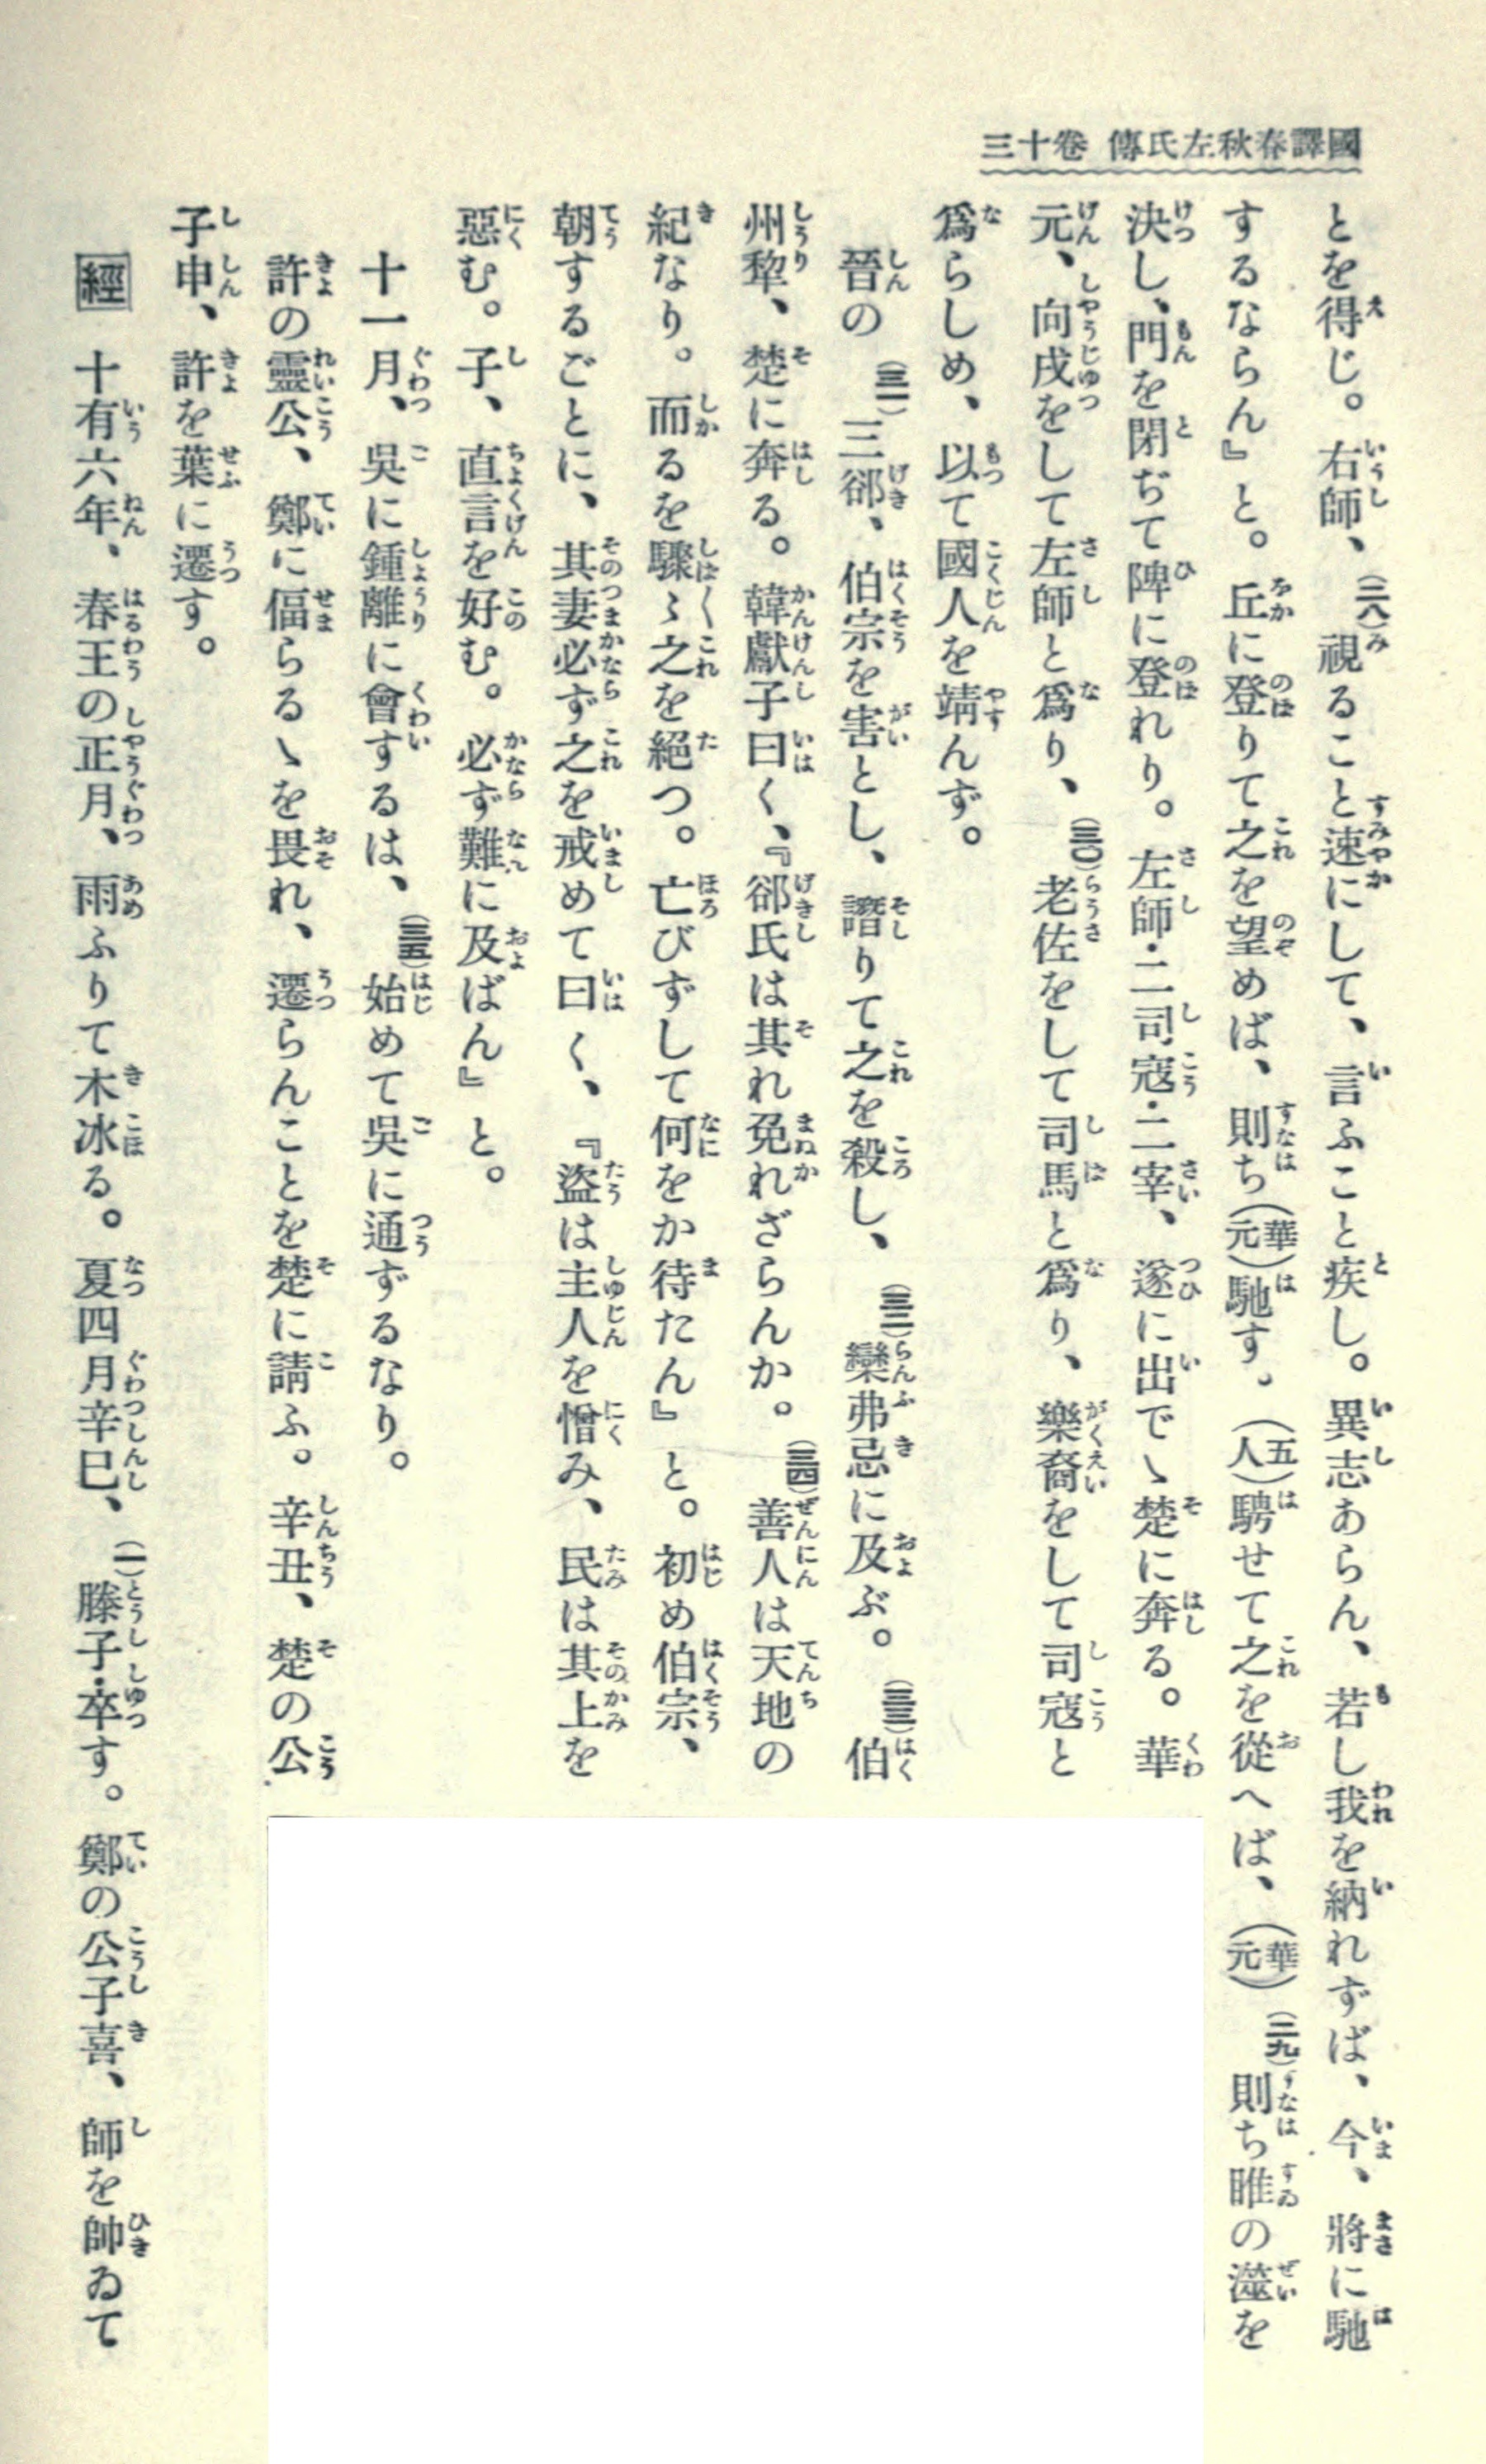 國譯春秋左氏傳 卷十三
とを得じ。右師、(二八)視ること速にして、言ふこと疾し。異志あらん、若し我を納れずば、今、將に馳
するならん』と。丘に登りて之を望めば、則ち(華元)馳す。(五人)騁せて之を從へば、(華元)(二九)則ち睢の澨を
決し、門を閉ぢて陴に登れり。左師・二司寇・二宰、遂に出でゝ楚に奔る。華
元、向戌をして左師と爲り、(三〇)老佐をして司馬と爲り、樂裔をして司寇と
爲らしめ、以て國人を靖んず。
晉の(三一)三郤、伯宗を害とし、譖りて之を殺し、(三二)欒弗忌に及ぶ。(三三)伯
州犂、楚に奔る。韓獻子曰く、『郤氏は其れ免れざらんか。(三四)善人は天地の
紀なり。而るを驟〻之を絕つ。亡びずして何をか待たん』と。初め伯宗、
朝するごとに、其妻必ず之を戒めて曰く、『盜は主人を憎み、民は其上を
惡む。子、直言を好む。必ず難に及ばん』と。
十一月、吳に鍾離に會するは、(三五)始めて吳に通ずるなり。
許の靈公、鄭に偪らるゝを畏れ、遷らんことを楚に請ふ。辛丑、楚の公
子申、許を葉に遷す。
經 十有六年、春王の正月、雨ふりて木冰る。夏四月辛巳、(一)滕子・卒す。鄭の公子喜、師を帥ゐて